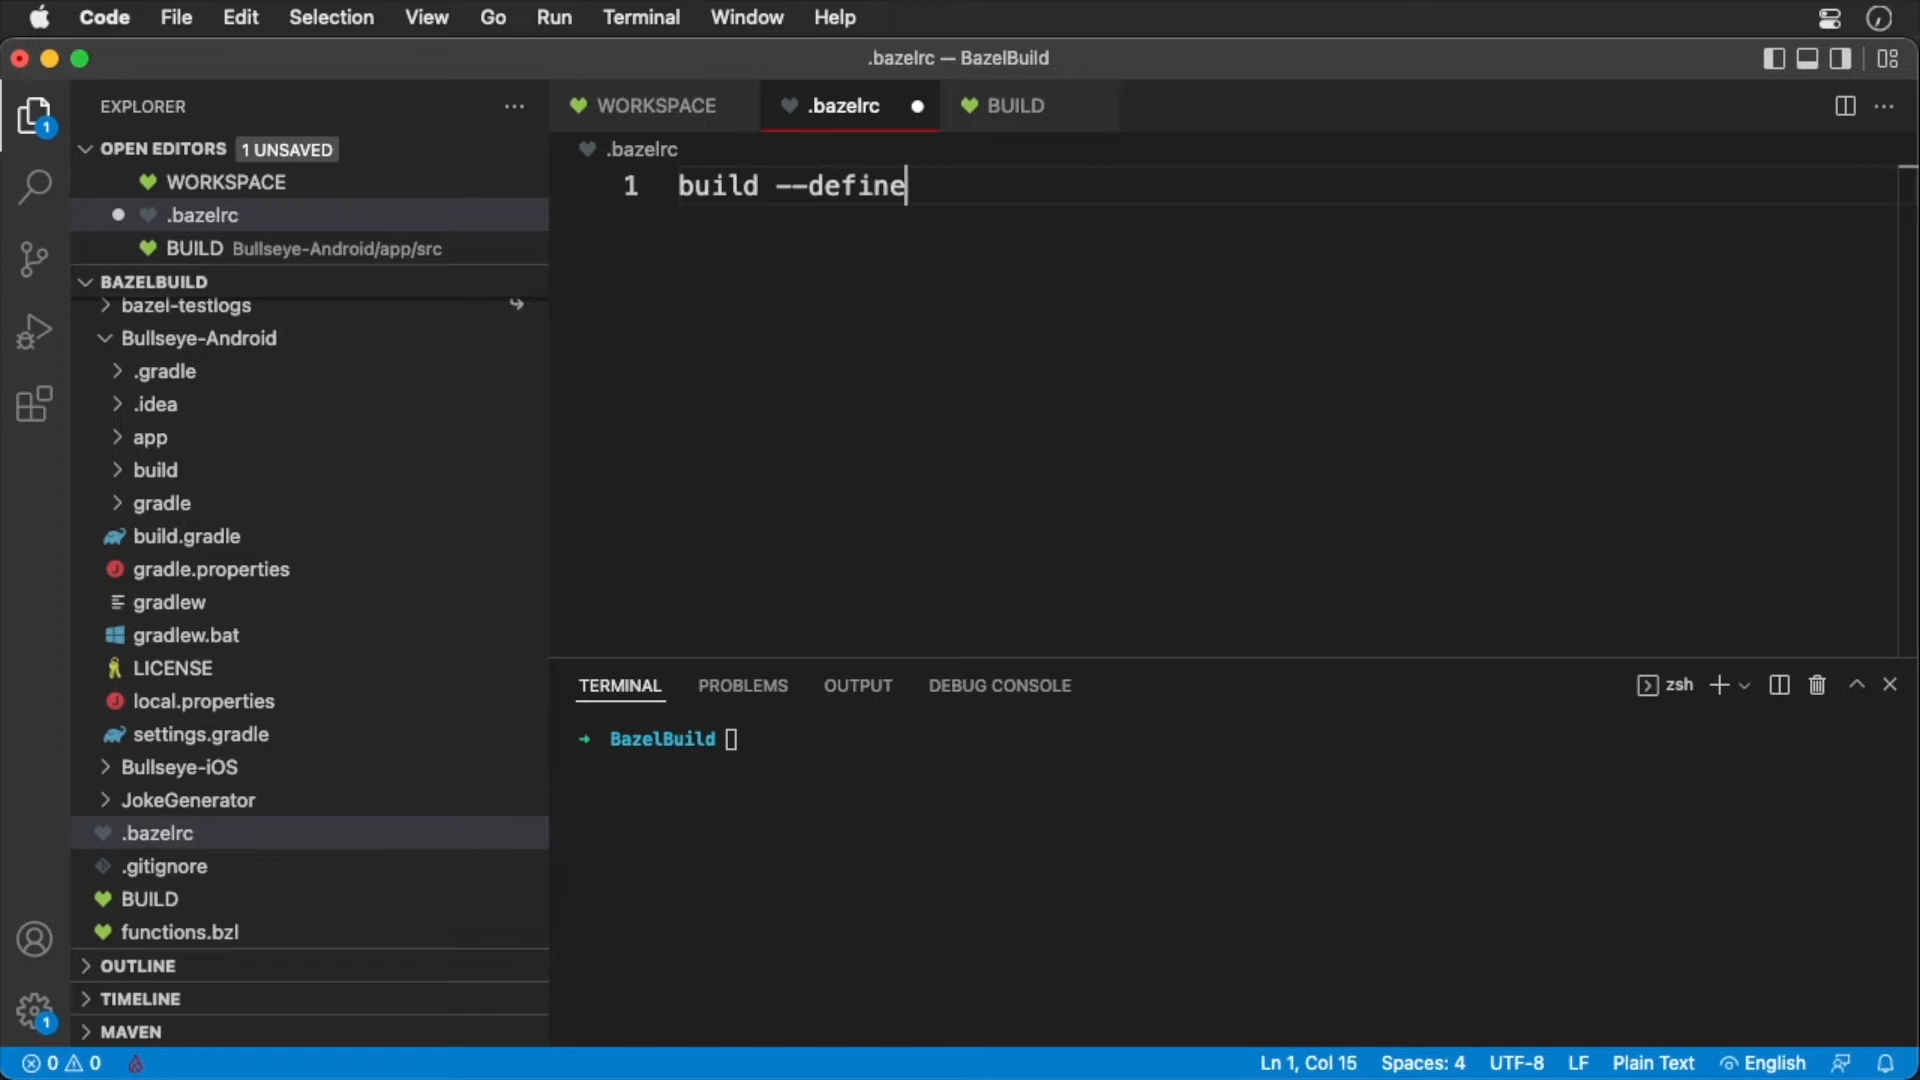 Code File Edit Selection View Go Run Terminal Window Help
.bazelrc — BazelBuild
EXPLORER
WORKSPACE .bazelrc BUILD
OPEN EDITORS 1 UNSAVED
WORKSPACE
.bazelrc
BUILD Bullseye-Android/app/src
BAZELBUILD
bazel-testlogs
Bullseye-Android
.gradle
.idea
app
build
gradle
build.gradle
gradle.properties
gradlew
gradlew.bat
LICENSE
local.properties
settings.gradle
Bullseye-iOS
JokeGenerator
.bazelrc
.gitignore
BUILD
functions.bzl
OUTLINE
TIMELINE
MAVEN
1
1
.bazelrc
1 build --define
TERMINAL PROBLEMS OUTPUT DEBUG CONSOLE
zsh
→ BazelBuild
0 0
Ln 1, Col 15 Spaces: 4 UTF-8 LF Plain Text English